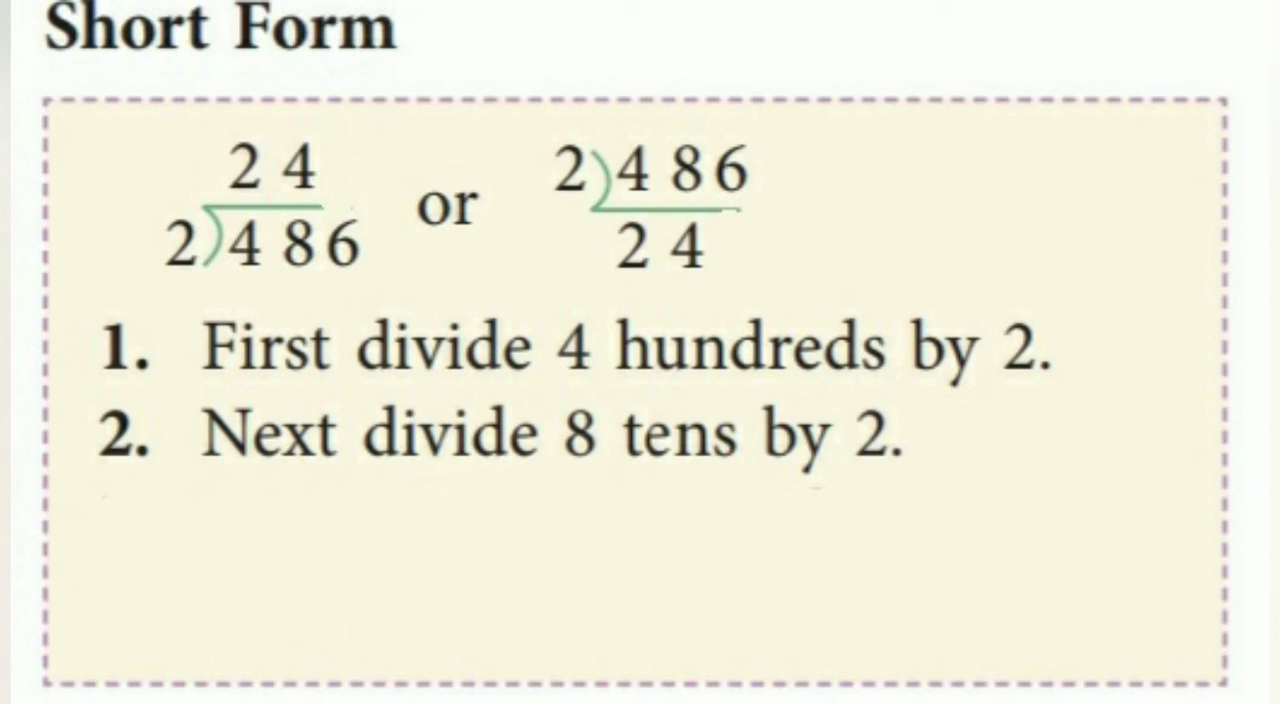 Short Form
2 4
2)4 8 6 or 2)4 8 6
2 4
1. First divide 4 hundreds by 2.
2. Next divide 8 tens by 2.